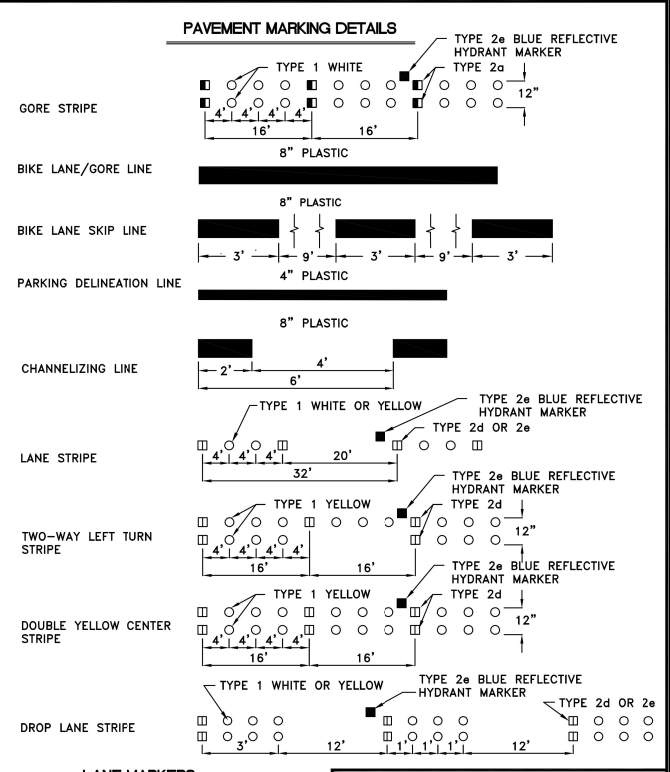 PAVEMENT MARKING DETAILS
TYPE 2e BLUE REFLECTIVE
HYDRANT MARKER
TYPE 1 WHITE
TYPE 2a
12"
GORE STRIPE
4' 4' 4' 4'
16' 16'
8" PLASTIC
BIKE LANE/GORE LINE
8" PLASTIC
BIKE LANE SKIP LINE
3' 9' 3' 9' 3'
4" PLASTIC
PARKING DELINEATION LINE
8" PLASTIC
CHANNELIZING LINE
2' 4'
6'
TYPE 2e BLUE REFLECTIVE
HYDRANT MARKER
TYPE 1 WHITE OR YELLOW
TYPE 2d OR 2e
LANE STRIPE
4' 4' 4' 20'
32'
TYPE 2e BLUE REFLECTIVE
HYDRANT MARKER
TYPE 1 YELLOW
TYPE 2d
12"
TWO-WAY LEFT TURN
STRIPE
4' 4' 4' 4'
16' 16'
TYPE 2e BLUE REFLECTIVE
HYDRANT MARKER
TYPE 1 YELLOW
TYPE 2d
12"
DOUBLE YELLOW CENTER
STRIPE
4' 4' 4' 4'
16' 16'
TYPE 2e BLUE REFLECTIVE
HYDRANT MARKER
TYPE 1 WHITE OR YELLOW
TYPE 2d OR 2e
DROP LANE STRIPE
3' 12' 1' 1' 1' 12'
LANE MARKERS